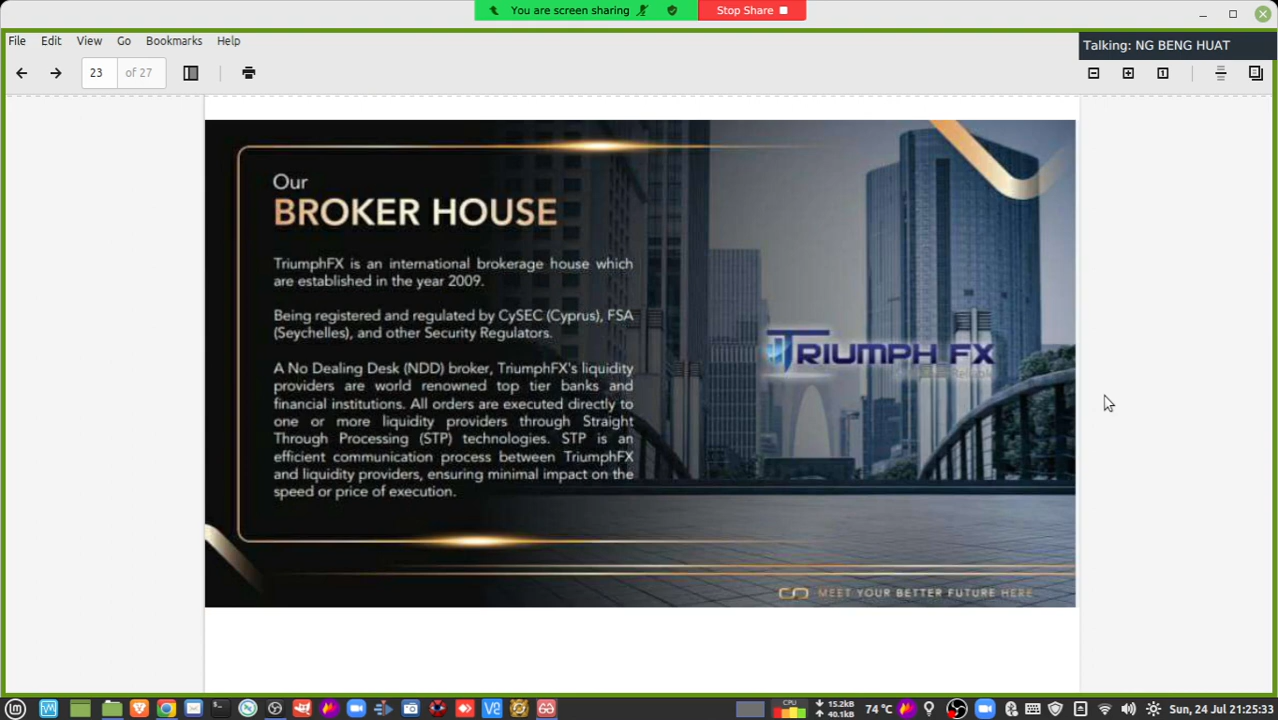 You are screen sharing
Stop Share
File Edit View Go Bookmarks Help
Talking: NG BENG HUAT
23 of 27
Our
BROKER HOUSE
TriumphFX is an international brokerage house which
are established in the year 2009.
Being registered and regulated by CySEC (Cyprus), FSA
(Seychelles), and other Security Regulators.
A No Dealing Desk (NDD) broker, TriumphFX's liquidity
providers are world renowned top tier banks and
financial institutions. All orders are executed directly to
one or more liquidity providers through Straight
Through Processing (STP) technologies. STP is an
efficient communication process between TriumphFX
and liquidity providers, ensuring minimal impact on the
speed or price of execution.
TRIUMPH FX
MEET YOUR BETTER FUTURE HERE
CPU
15.2kB
40.1kB
74 °C
Sun, 24 Jul 21:25:33